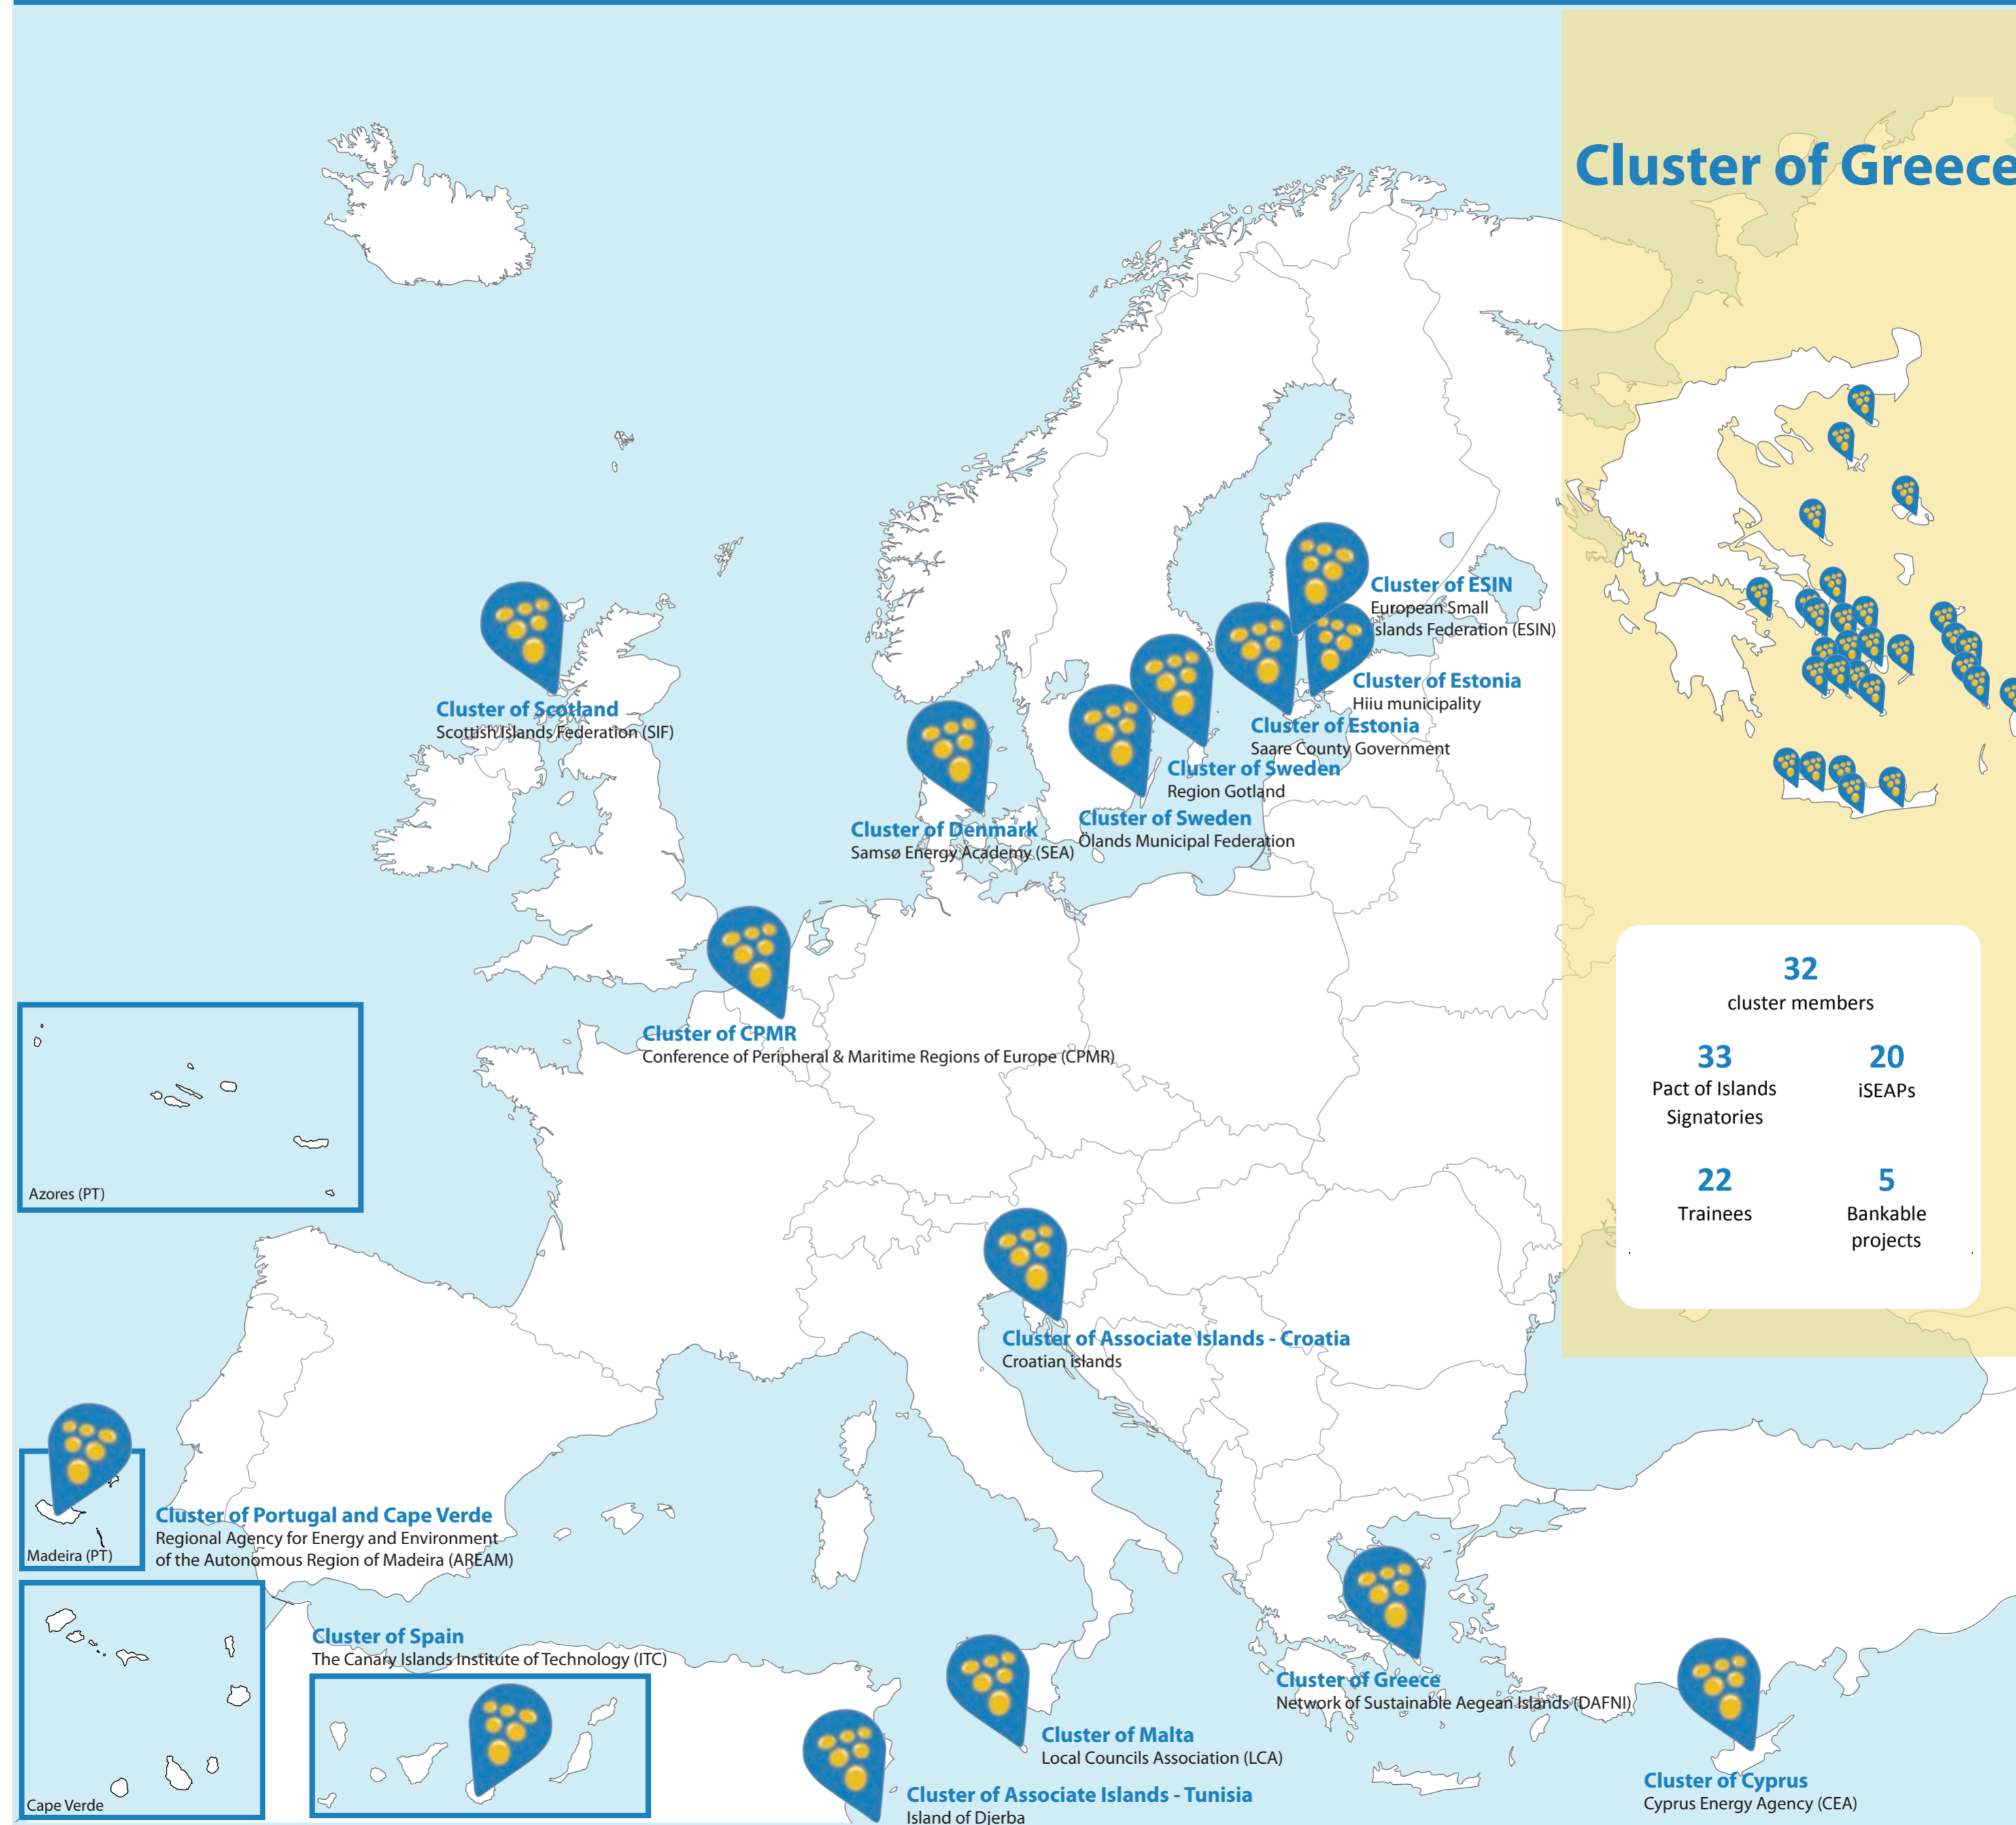 Cluster of Greece
Cluster of ESIN
European Small
Islands Federation (ESIN)
Cluster of Estonia
Hiiu municipality
Cluster of Estonia
Saare County Government
Cluster of Sweden
Region Gotland
Cluster of Sweden
Ölands Municipal Federation
Cluster of Scotland
Scottish Islands Federation (SIF)
Cluster of Denmark
Samsø Energy Academy (SEA)
Cluster of CPMR
Conference of Peripheral & Maritime Regions of Europe (CPMR)
32
cluster members
33
Pact of Islands
Signatories
20
iSEAPs
22
Trainees
5
Bankable
projects
Azores (PT)
Cluster of Associate Islands - Croatia
Croatian islands
Cluster of Portugal and Cape Verde
Regional Agency for Energy and Environment
of the Autonomous Region of Madeira (AREAM)
Madeira (PT)
Cluster of Spain
The Canary Islands Institute of Technology (ITC)
Cape Verde
Cluster of Greece
Network of Sustainable Aegean Islands (DAFNI)
Cluster of Malta
Local Councils Association (LCA)
Cluster of Associate Islands - Tunisia
Island of Djerba
Cluster of Cyprus
Cyprus Energy Agency (CEA)